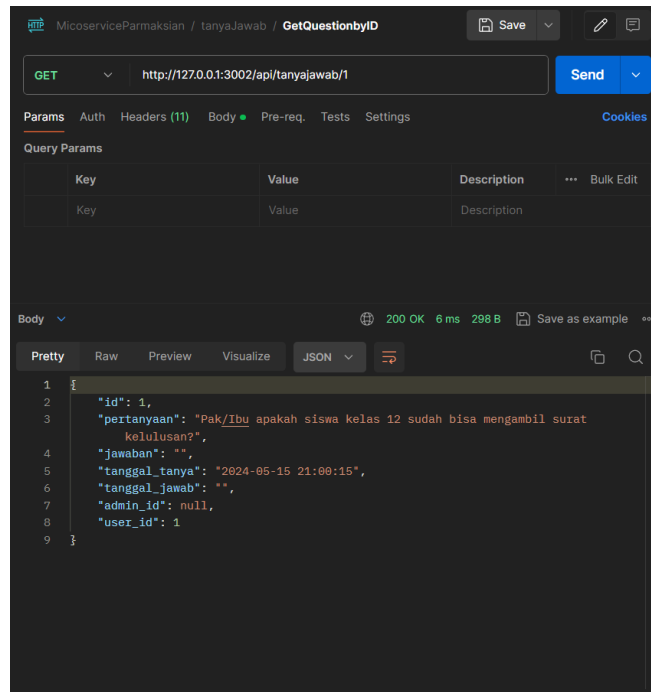 HTTP MicoserviceParmaksian / tanyaJawab / GetQuestionbyID Save
GET http://127.0.0.1:3002/api/tanyajawab/1 Send
Params Auth Headers (11) Body Pre-req. Tests Settings Cookies
Query Params
Key Value Description ••• Bulk Edit
Key Value Description
Body 200 OK 6 ms 298 B Save as example
Pretty Raw Preview Visualize JSON
1 {
2 "id": 1,
3 "pertanyaan": "Pak/Ibu apakah siswa kelas 12 sudah bisa mengambil surat
kelulusan?",
4 "jawaban": "",
5 "tanggal_tanya": "2024-05-15 21:00:15",
6 "tanggal_jawab": "",
7 "admin_id": null,
8 "user_id": 1
9 }